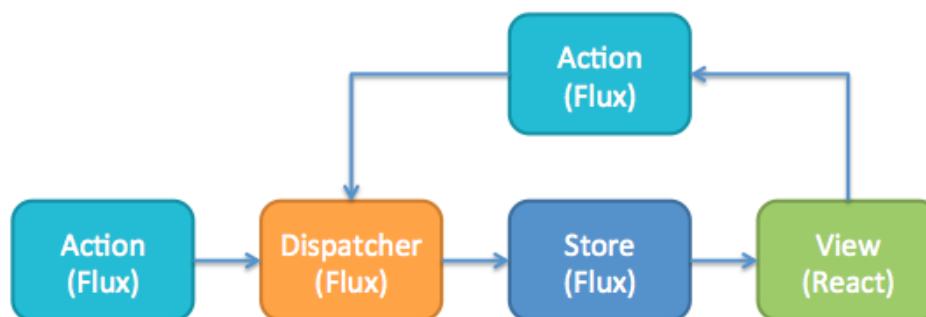 Action
(Flux)
Action
(Flux)
Dispatcher
(Flux)
Store
(Flux)
View
(React)